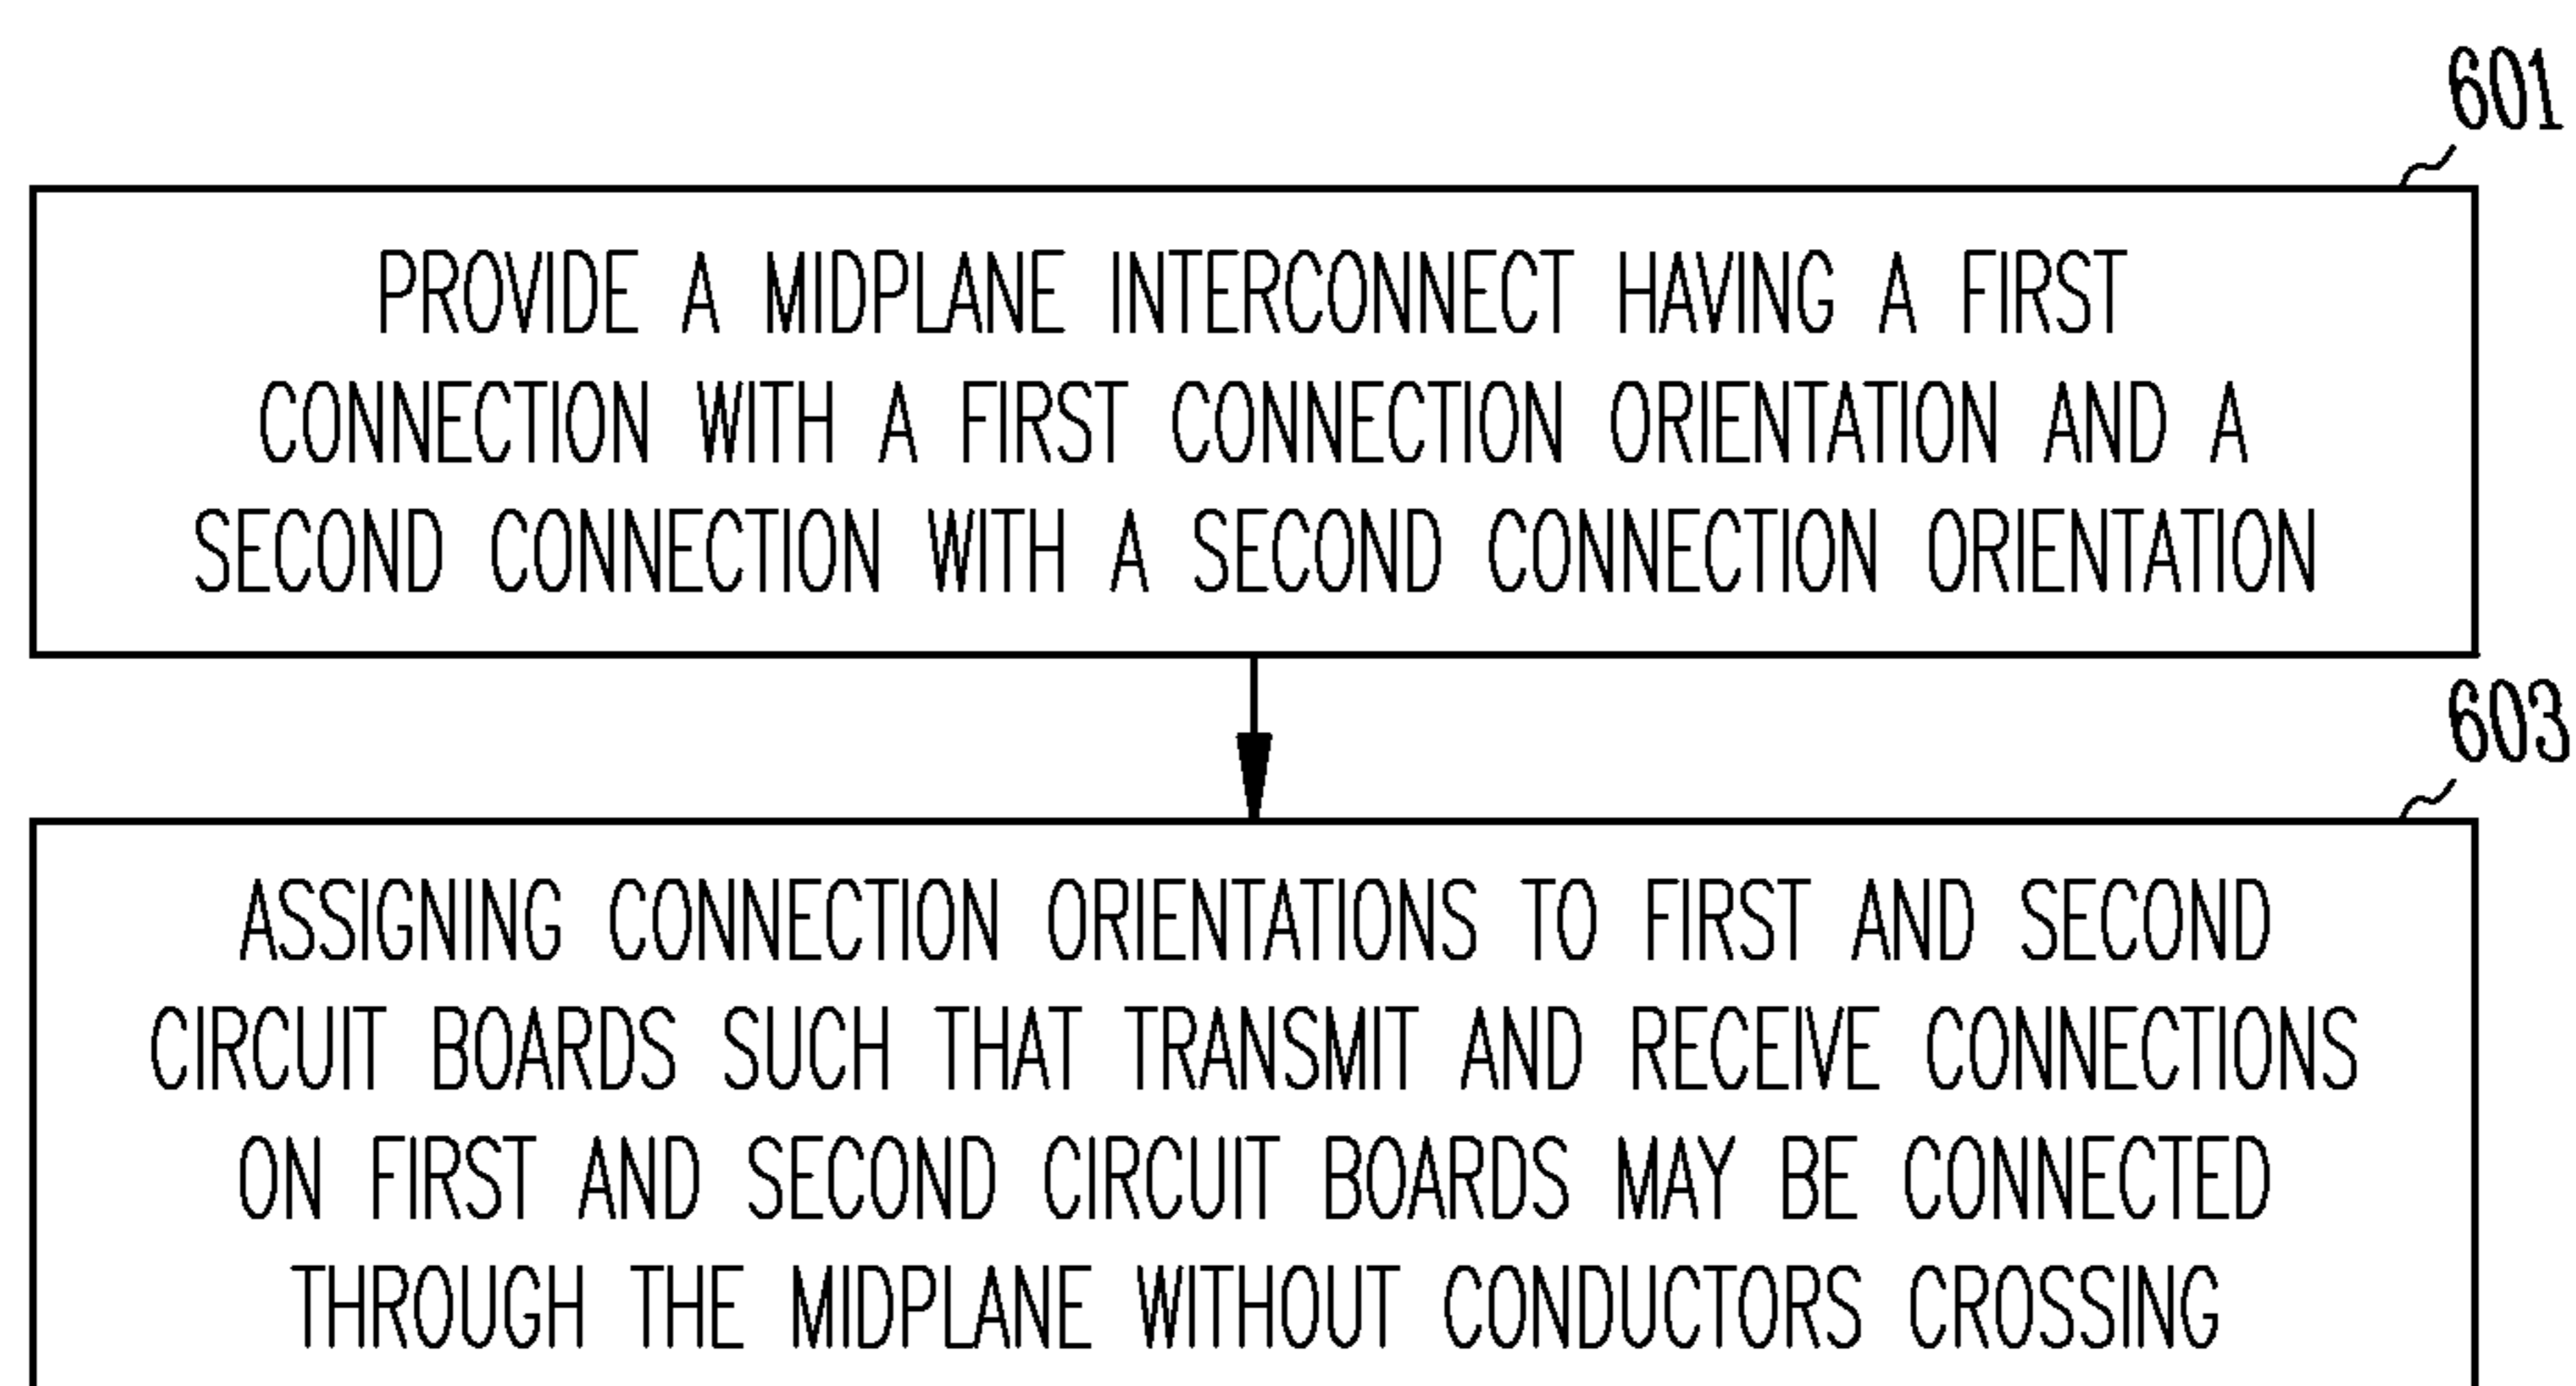 601
PROVIDE A MIDPLANE INTERCONNECT HAVING A FIRST
CONNECTION WITH A FIRST CONNECTION ORIENTATION AND A
SECOND CONNECTION WITH A SECOND CONNECTION ORIENTATION
603
ASSIGNING CONNECTION ORIENTATIONS TO FIRST AND SECOND
CIRCUIT BOARDS SUCH THAT TRANSMIT AND RECEIVE CONNECTIONS
ON FIRST AND SECOND CIRCUIT BOARDS MAY BE CONNECTED
THROUGH THE MIDPLANE WITHOUT CONDUCTORS CROSSING